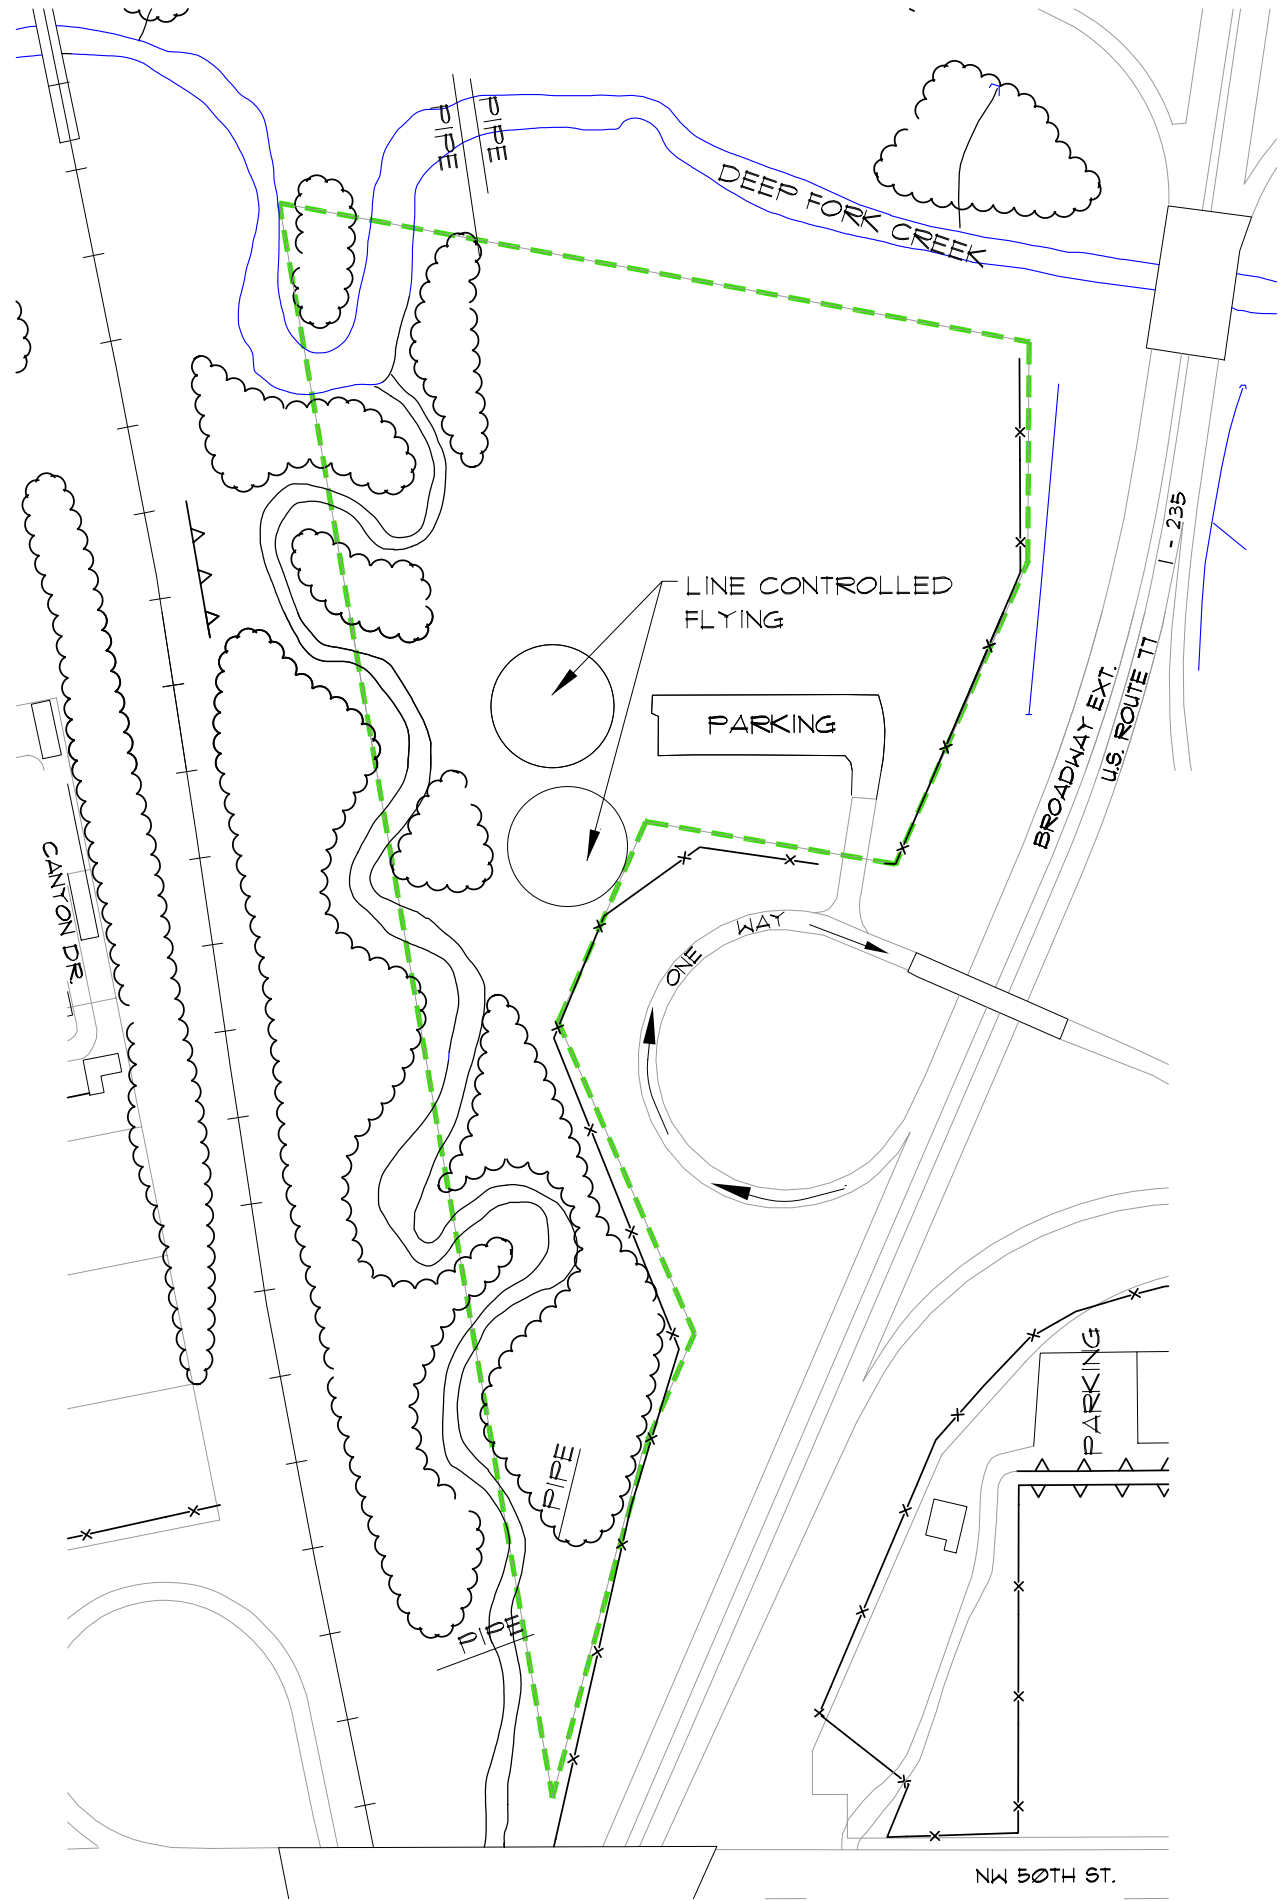 PIPE
PIPE
DEEP FORK CREEK
I - 235
LINE CONTROLLED
FLYING
U.S. ROUTE 77
BROADWAY EXT.
PARKING
CANYON DR.
ONE WAY
PARKING
PIPE
PIPE
NW 50TH ST.